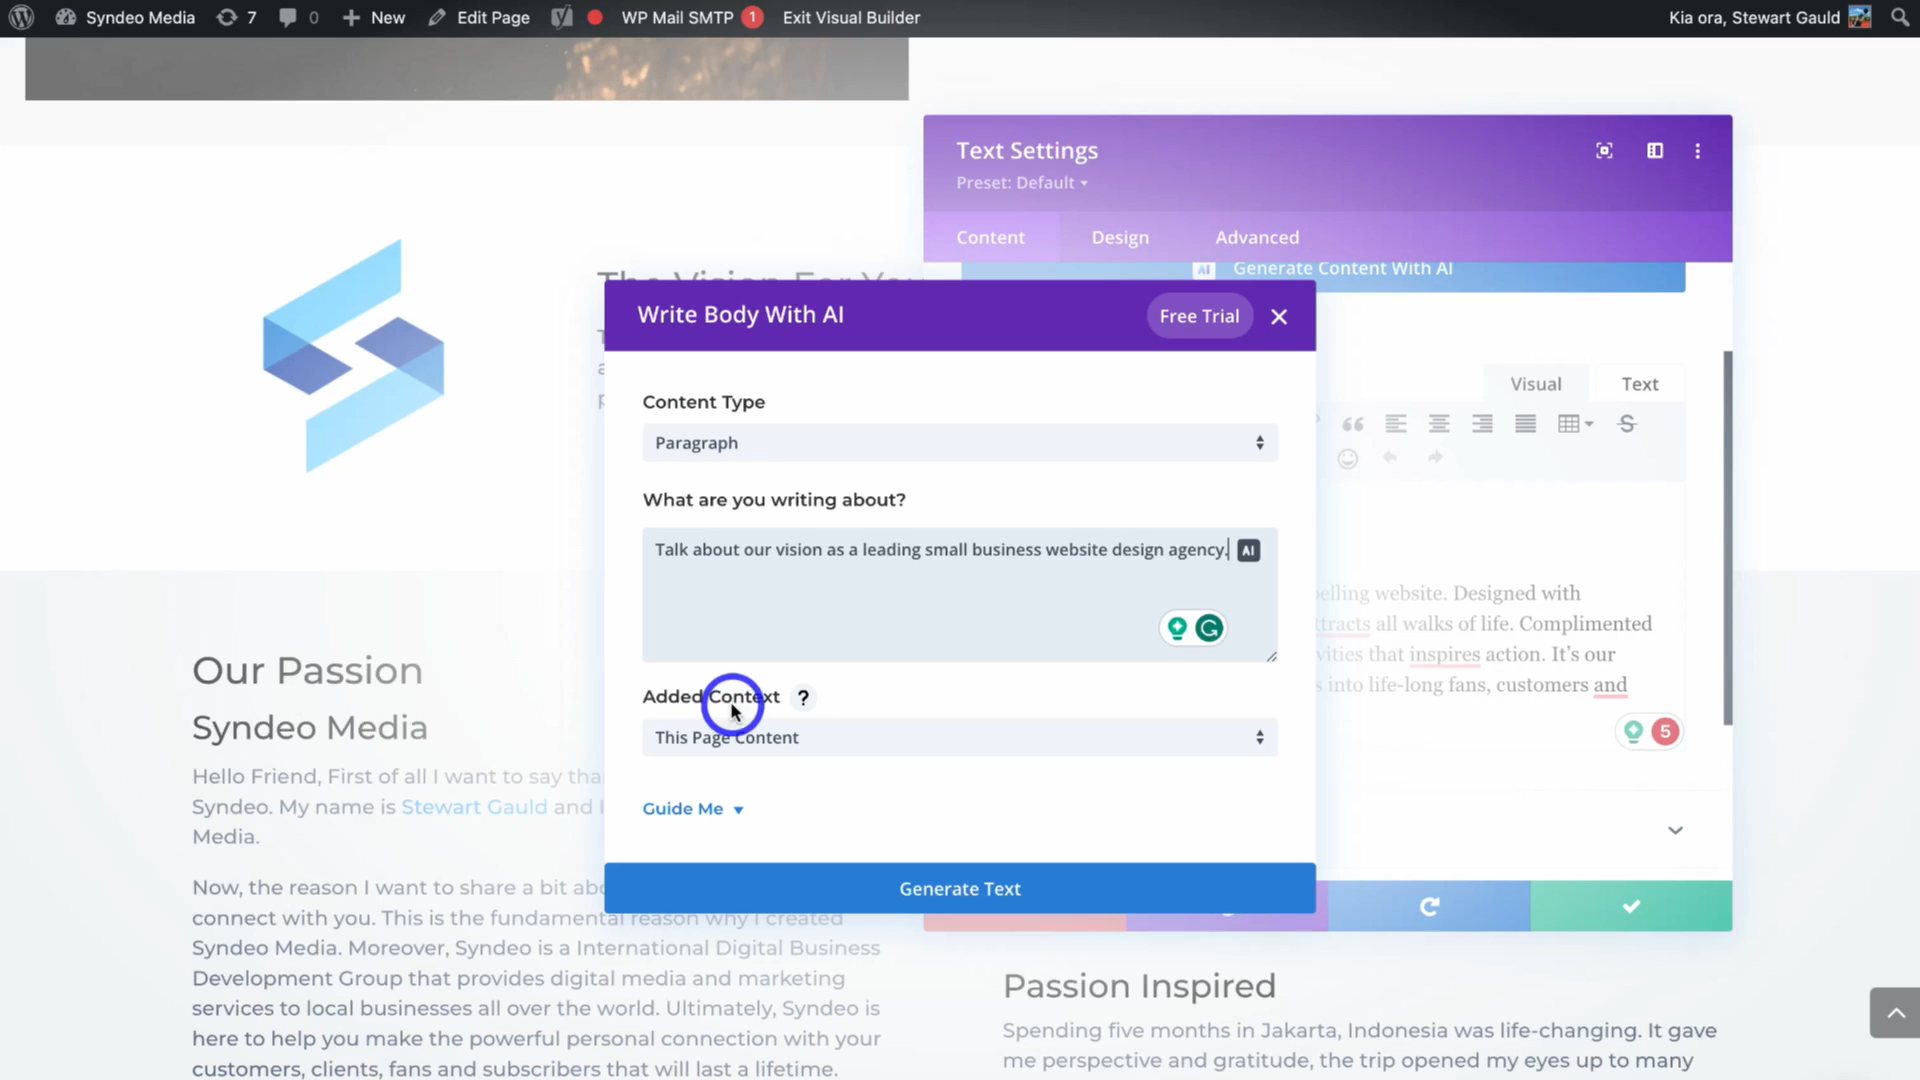 Syndeo Media 7 0 New Edit Page WP Mail SMTP 1 Exit Visual Builder Kia ora, Stewart Gauld
Text Settings
Preset: Default
Content Design Advanced
AI Generate Content With AI
The Vision For You
Write Body With AI Free Trial
Content Type
Paragraph
Visual Text
What are you writing about?
Talk about our vision as a leading small business website design agency. AI
elling website. Designed with
tracts all walks of life. Complimented
vities that inspires action. It's our
s into life-long fans, customers and
5
Added Context ?
This Page Content
Guide Me
Generate Text
Our Passion
Syndeo Media
Hello Friend, First of all I want to say tha
Syndeo. My name is Stewart Gauld and I
Media.
Now, the reason I want to share a bit abo
connect with you. This is the fundamental reason why I created
Syndeo Media. Moreover, Syndeo is a International Digital Business
Development Group that provides digital media and marketing
services to local businesses all over the world. Ultimately, Syndeo is
here to help you make the powerful personal connection with your
customers, clients, fans and subscribers that will last a lifetime.
Passion Inspired
Spending five months in Jakarta, Indonesia was life-changing. It gave
me perspective and gratitude, the trip opened my eyes up to many